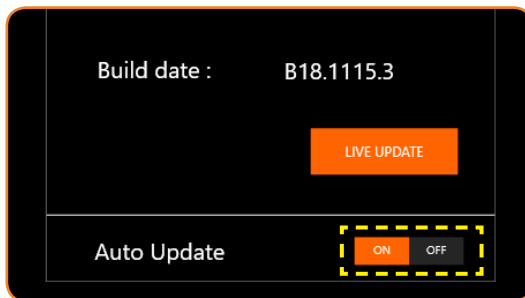 Build date : B18.1115.3
LIVE UPDATE
Auto Update ON OFF